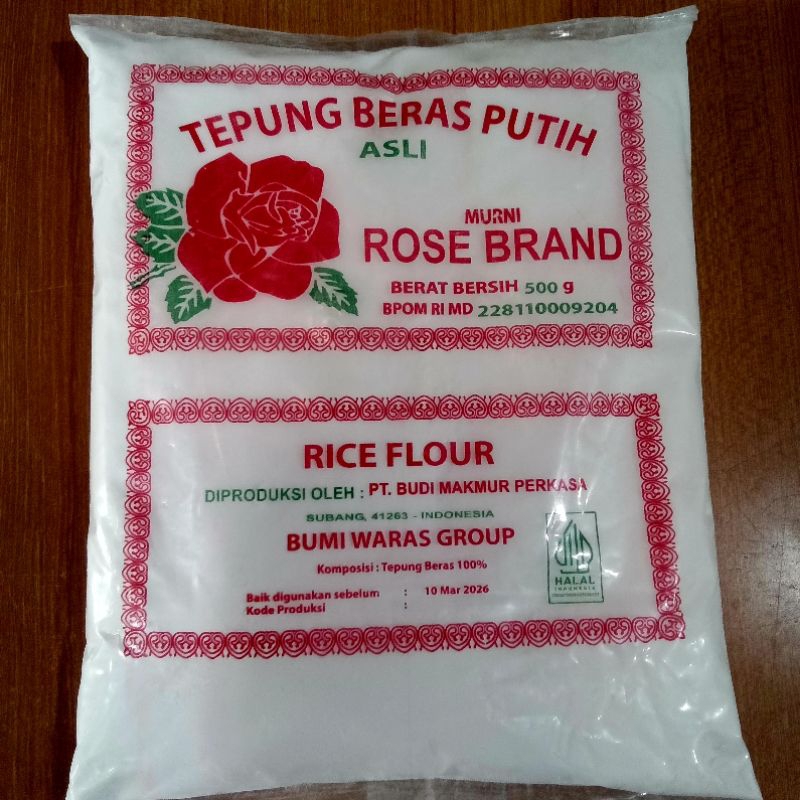 TEPUNG BERAS PUTIH
ASLI
MURNI
ROSE BRAND
BERAT BERSIH 500 g
BPOM RI MD 228110009204
RICE FLOUR
DIPRODUKSI OLEH : PT. BUDI MAKMUR PERKASA
SUBANG, 41263 - INDONESIA
BUMI WARAS GROUP
Komposisi : Tepung Beras 100%
Baik digunakan sebelum : 10 Mar 2026
Kode Produksi :
HALAL
INDONESIA